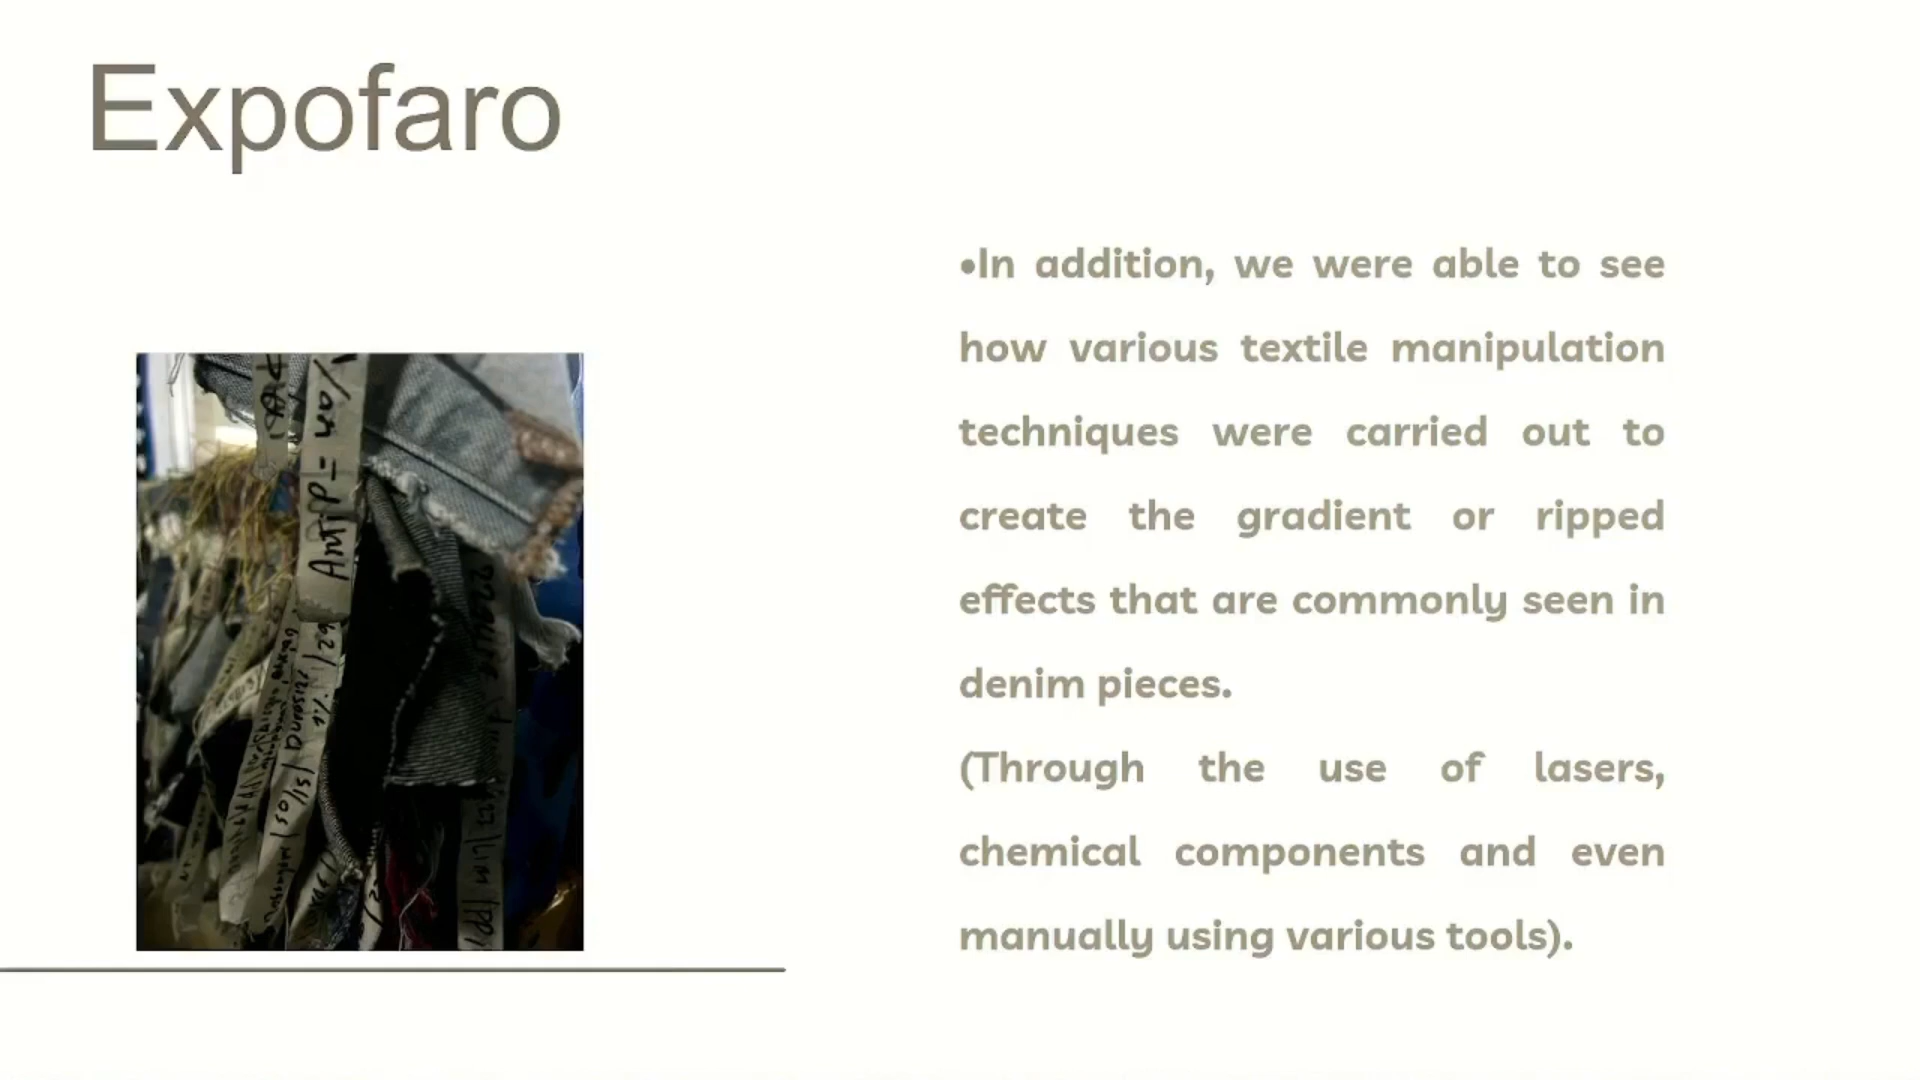 Expofaro
•In addition, we were able to see
how various textile manipulation
techniques were carried out to
create the gradient or ripped
effects that are commonly seen in
denim pieces.
(Through the use of lasers,
chemical components and even
manually using various tools).